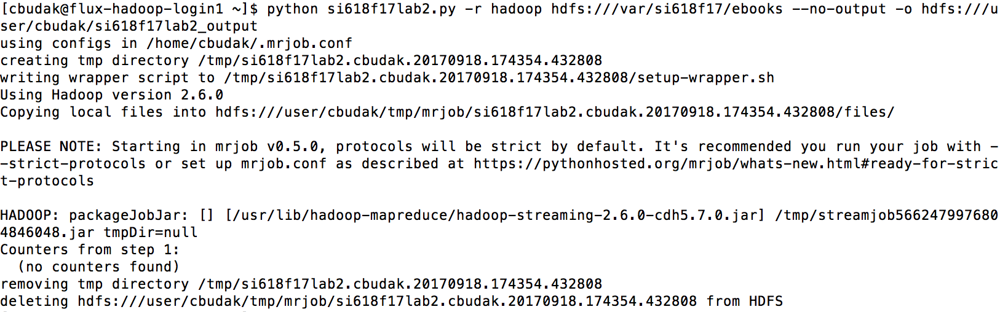 [cbudak@flux-hadoop-login1 ~]$ python si618f17lab2.py -r hadoop hdfs:///var/si618f17/ebooks --no-output -o hdfs:///u
ser/cbudak/si618f17lab2_output
using configs in /home/cbudak/.mrjob.conf
creating tmp directory /tmp/si618f17lab2.cbudak.20170918.174354.432808
writing wrapper script to /tmp/si618f17lab2.cbudak.20170918.174354.432808/setup-wrapper.sh
Using Hadoop version 2.6.0
Copying local files into hdfs:///user/cbudak/tmp/mrjob/si618f17lab2.cbudak.20170918.174354.432808/files/

PLEASE NOTE: Starting in mrjob v0.5.0, protocols will be strict by default. It's recommended you run your job with -
-strict-protocols or set up mrjob.conf as described at https://pythonhosted.org/mrjob/whats-new.html#ready-for-stric
t-protocols

HADOOP: packageJobJar: [] [/usr/lib/hadoop-mapreduce/hadoop-streaming-2.6.0-cdh5.7.0.jar] /tmp/streamjob566247997680
4846048.jar tmpDir=null
Counters from step 1:
  (no counters found)
removing tmp directory /tmp/si618f17lab2.cbudak.20170918.174354.432808
deleting hdfs:///user/cbudak/tmp/mrjob/si618f17lab2.cbudak.20170918.174354.432808 from HDFS